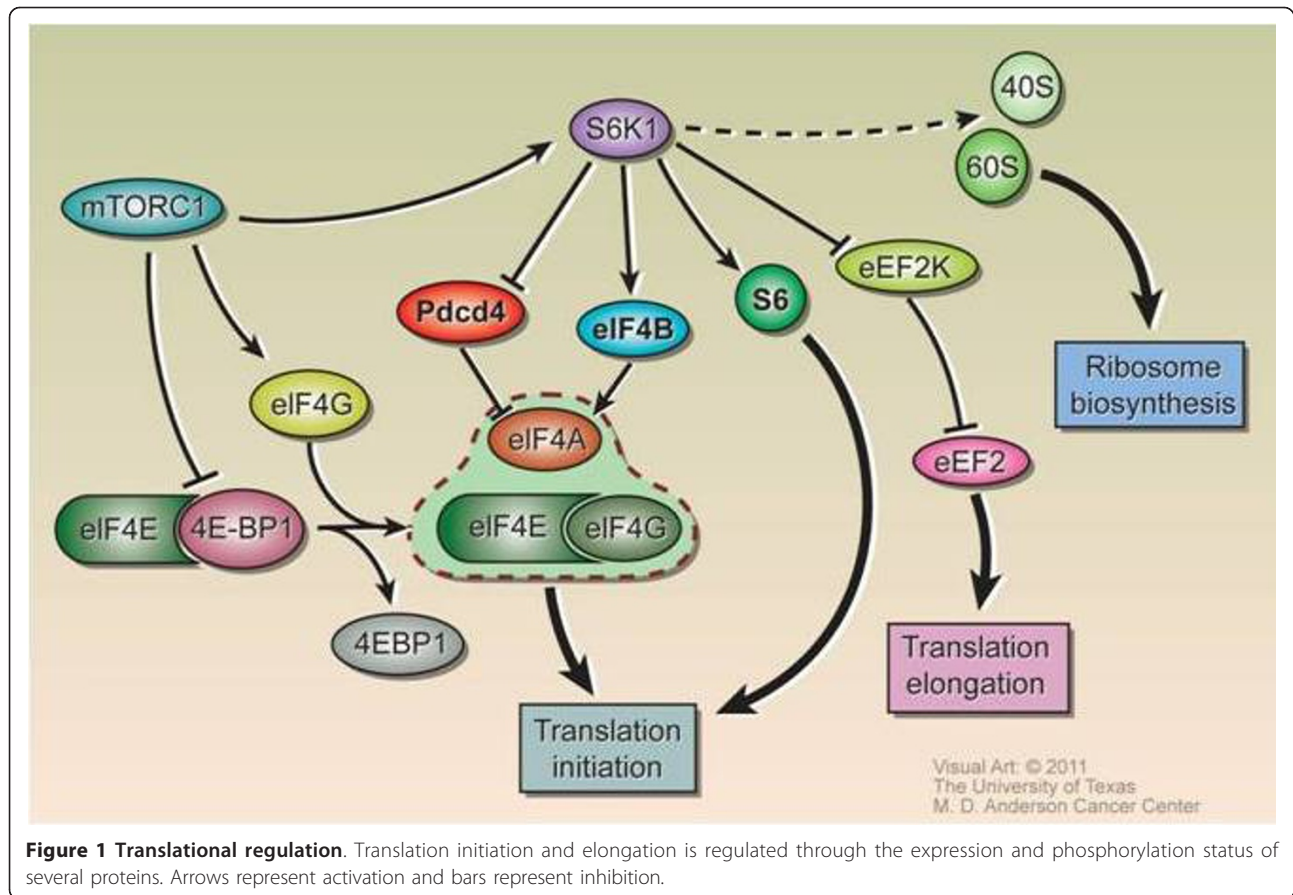 40S
S6K1
60S
mTORC1
eEF2K
Pdcd4
eIF4B
S6
Ribosome
biosynthesis
eIF4G
eIF4A
eEF2
eIF4E
4E-BP1
eIF4E
eIF4G
4EBP1
Translation
elongation
Translation
initiation
Visual Art: © 2011
The University of Texas
M. D. Anderson Cancer Center
Figure 1 Translational regulation. Translation initiation and elongation is regulated through the expression and phosphorylation status of
several proteins. Arrows represent activation and bars represent inhibition.